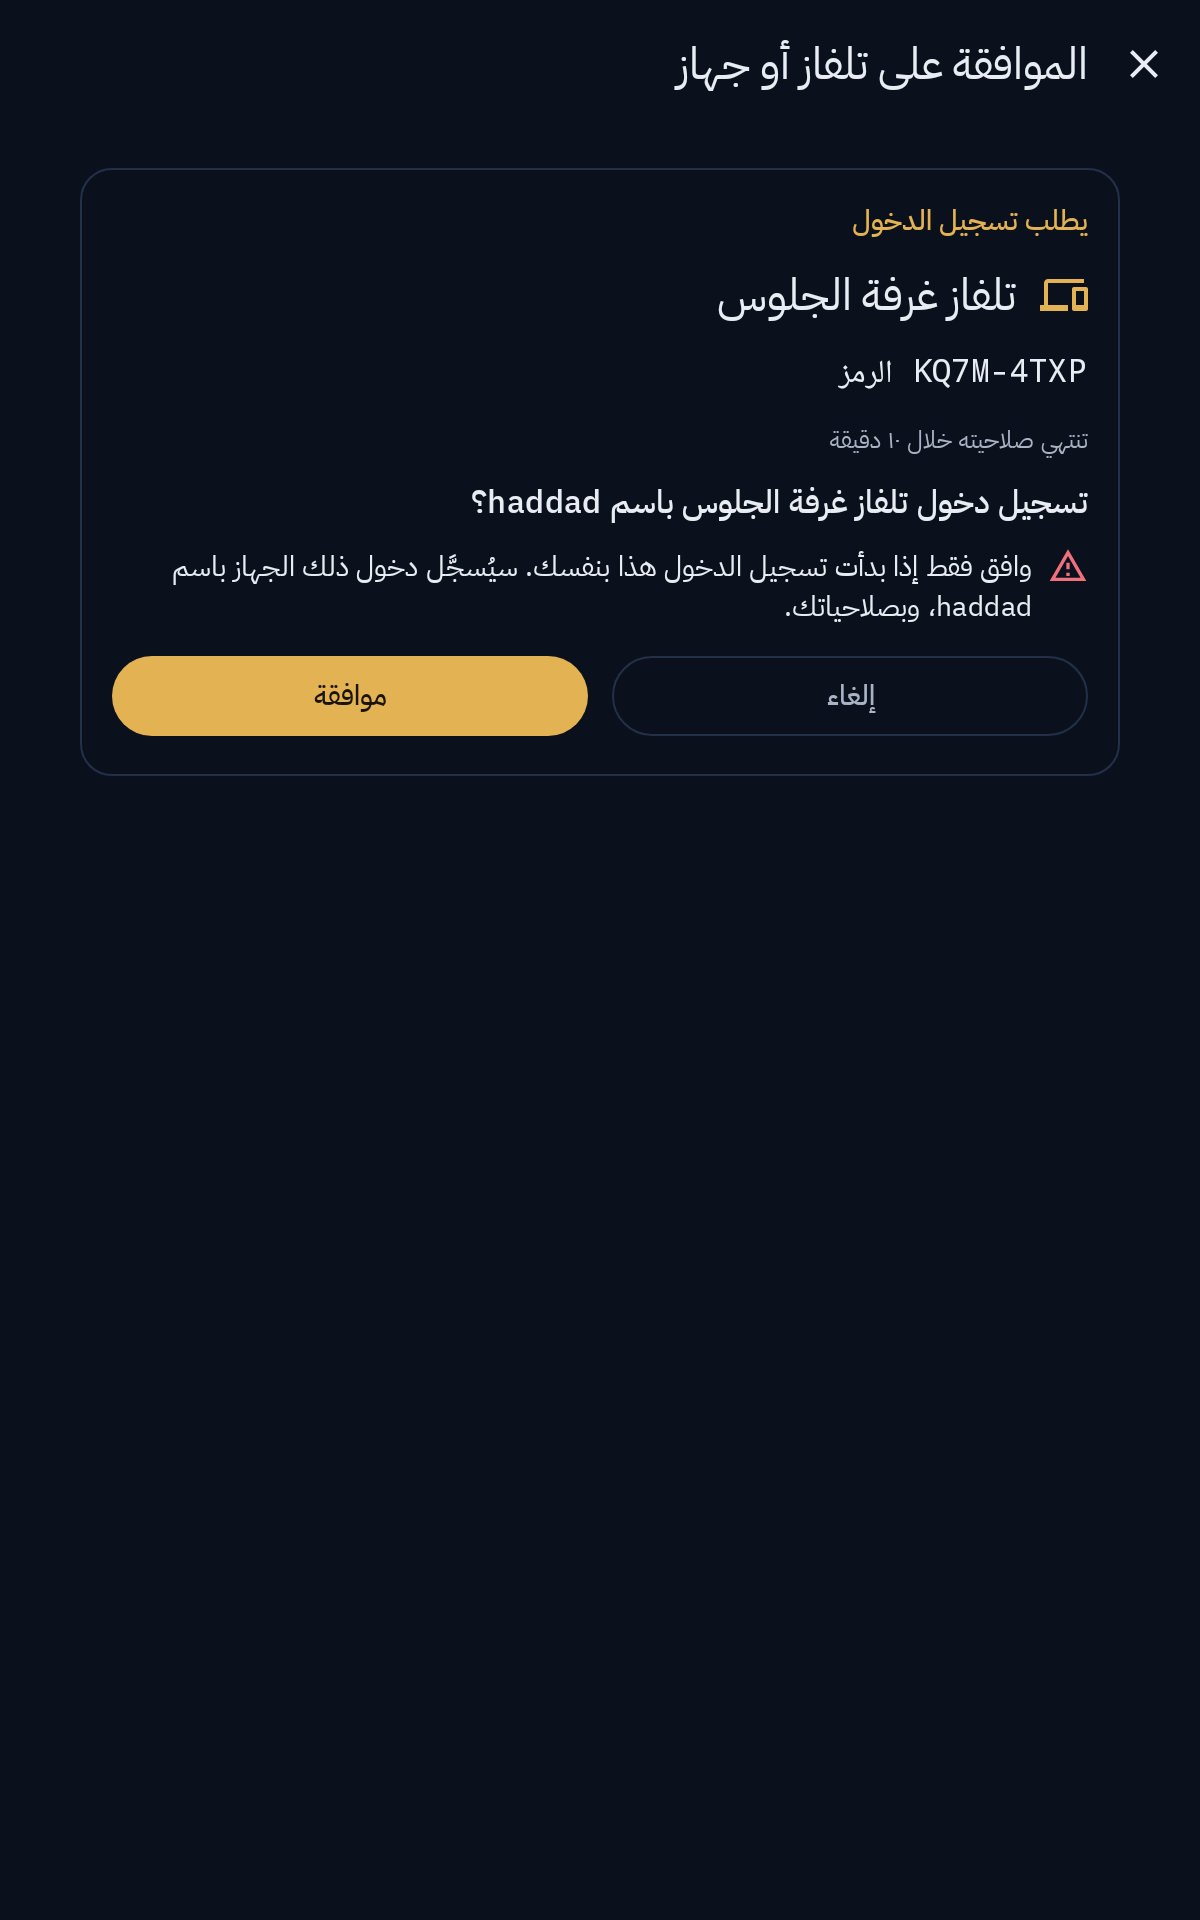 الموافقة على تلفاز أو جهاز
يطلب تسجيل الدخول
تلفاز غرفة الجلوس
KQ7M-4TXP الرمز
تنتهي صلاحيته خلال ١٠ دقيقة
تسجيل دخول تلفاز غرفة الجلوس باسم haddad؟
وافق فقط إذا بدأت تسجيل الدخول هذا بنفسك. سيُسجَّل دخول ذلك الجهاز باسم
haddad، وبصلاحياتك.
إلغاء
موافقة